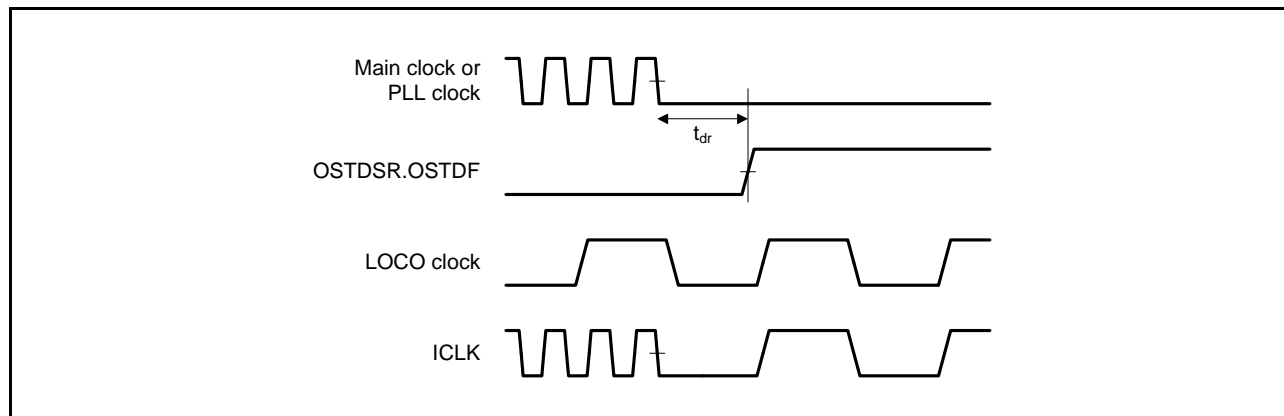 Main clock or
PLL clock
tdr
OSTDSR.OSTDF
LOCO clock
ICLK